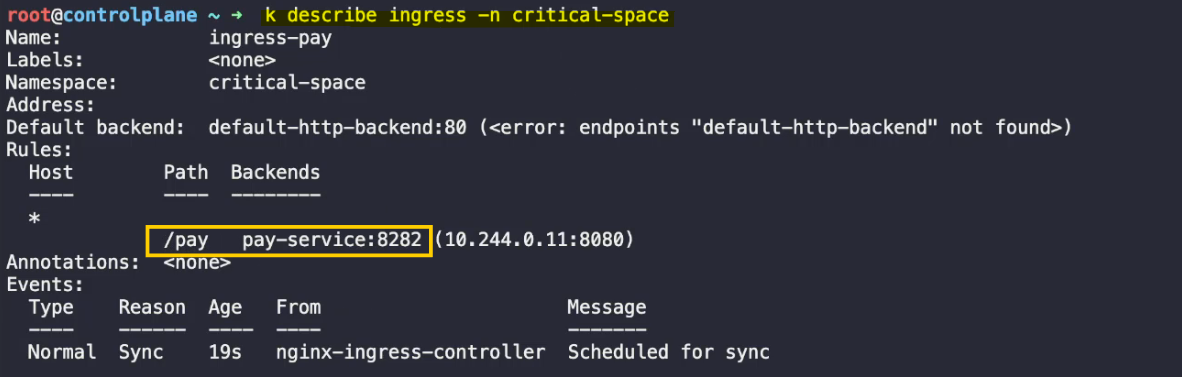 root@controlplane ~ ➜  k describe ingress -n critical-space
Name:             ingress-pay
Labels:           <none>
Namespace:        critical-space
Address:
Default backend:  default-http-backend:80 (<error: endpoints "default-http-backend" not found>)
Rules:
  Host        Path  Backends
  ----        ----  --------
  *
              /pay   pay-service:8282 (10.244.0.11:8080)
Annotations:  <none>
Events:
  Type    Reason  Age   From                      Message
  ----    ------  ----  ----                      -------
  Normal  Sync    19s   nginx-ingress-controller  Scheduled for sync